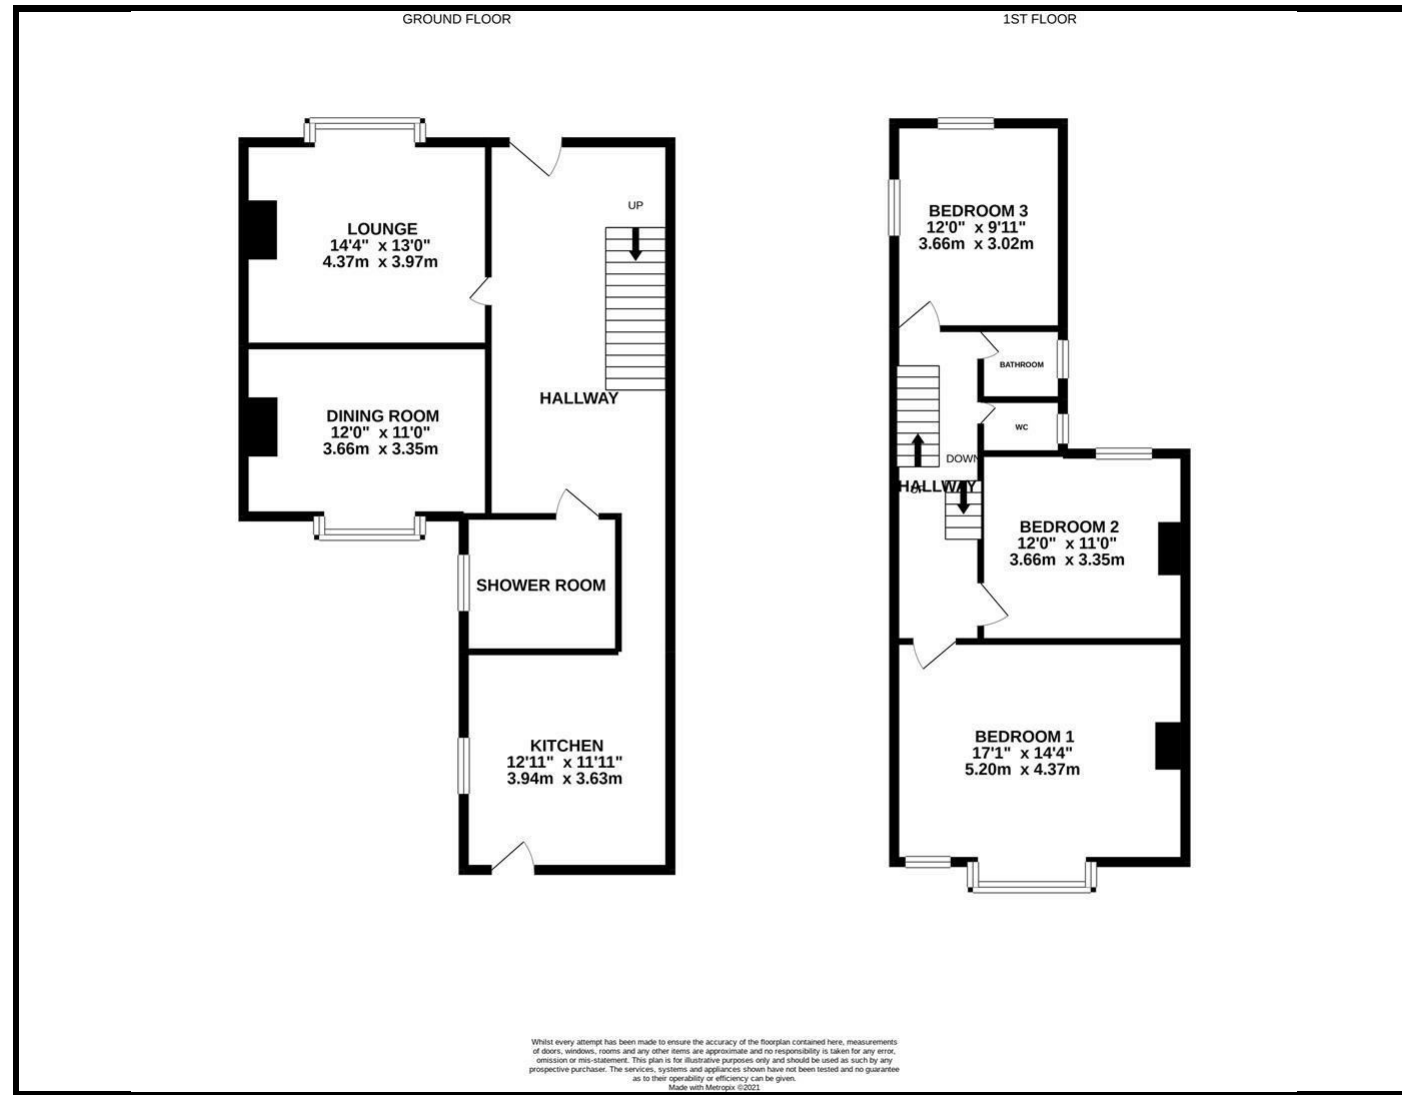 GROUND FLOOR
1ST FLOOR
LOUNGE
14'4" x 13'0"
4.37m x 3.97m
UP
DINING ROOM
12'0" x 11'0"
3.66m x 3.35m
HALLWAY
SHOWER ROOM
KITCHEN
12'11" x 11'11"
3.94m x 3.63m
BEDROOM 3
12'0" x 9'11"
3.66m x 3.02m
BATHROOM
WC
DOWN
HALLWAY
BEDROOM 2
12'0" x 11'0"
3.66m x 3.35m
BEDROOM 1
17'1" x 14'4"
5.20m x 4.37m
Whilst every attempt has been made to ensure the accuracy of the floorplan contained here, measurements
of doors, windows, rooms and any other items are approximate and no responsibility is taken for any error,
omission or mis-statement. This plan is for illustrative purposes only and should be used as such by any
prospective purchaser. The services, systems and appliances shown have not been tested and no guarantee
as to their operability or efficiency can be given.
Made with Metropix ©2021